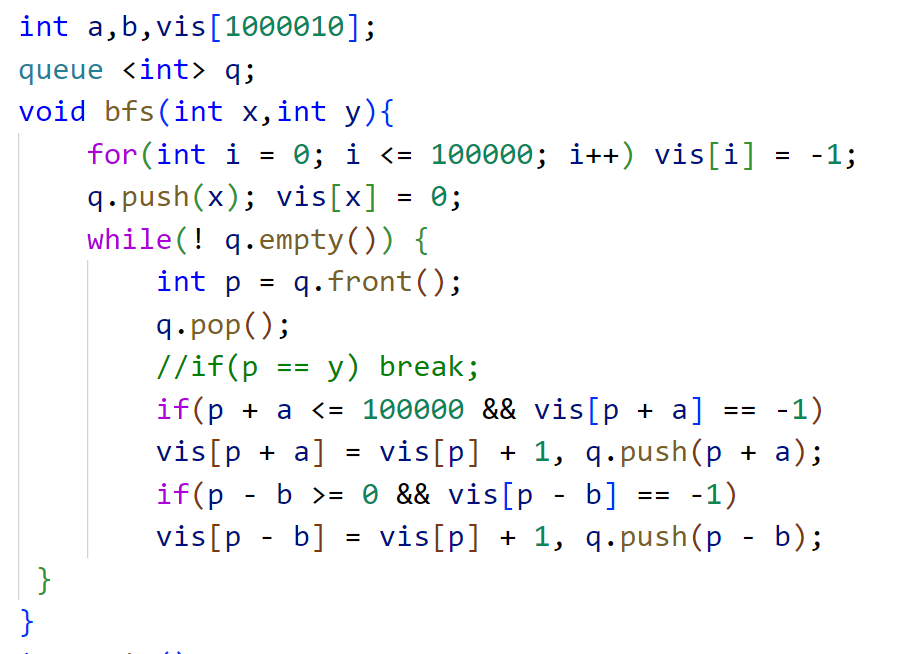 int a,b,vis[1000010];
queue <int> q;
void bfs(int x,int y){
for(int i = 0; i <= 100000; i++) vis[i] = -1;
q.push(x); vis[x] = 0;
while(! q.empty()) {
int p = q.front();
q.pop();
//if(p == y) break;
if(p + a <= 100000 && vis[p + a] == -1)
vis[p + a] = vis[p] + 1, q.push(p + a);
if(p - b >= 0 && vis[p - b] == -1)
vis[p - b] = vis[p] + 1, q.push(p - b);
}
}